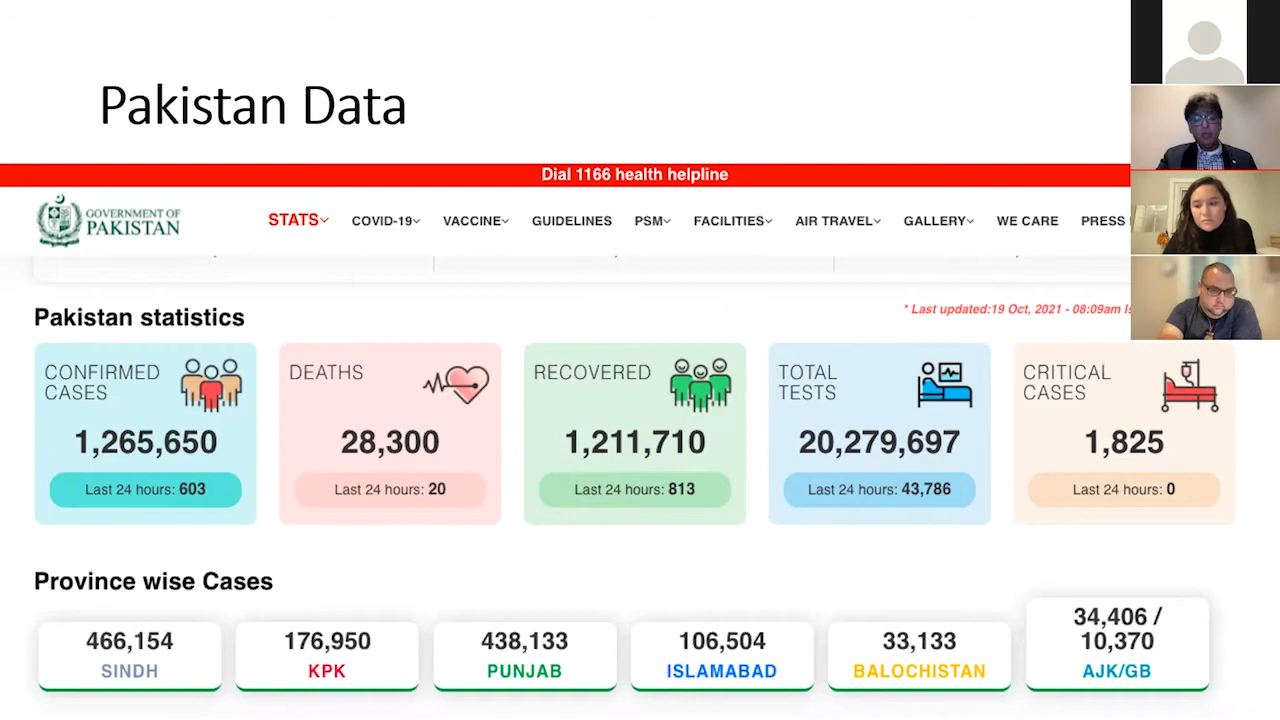 Pakistan Data
Dial 1166 health helpline
GOVERNMENT OF
PAKISTAN
STATS COVID-19 VACCINE GUIDELINES PSM FACILITIES AIR TRAVEL GALLERY WE CARE PRESS
Pakistan statistics
* Last updated:19 Oct, 2021 - 08:09am
CONFIRMED
CASES
1,265,650
Last 24 hours: 603
DEATHS
28,300
Last 24 hours: 20
RECOVERED
1,211,710
Last 24 hours: 813
TOTAL
TESTS
20,279,697
Last 24 hours: 43,786
CRITICAL
CASES
1,825
Last 24 hours: 0
Province wise Cases
466,154
SINDH
176,950
KPK
438,133
PUNJAB
106,504
ISLAMABAD
33,133
BALOCHISTAN
34,406 /
10,370
AJK/GB